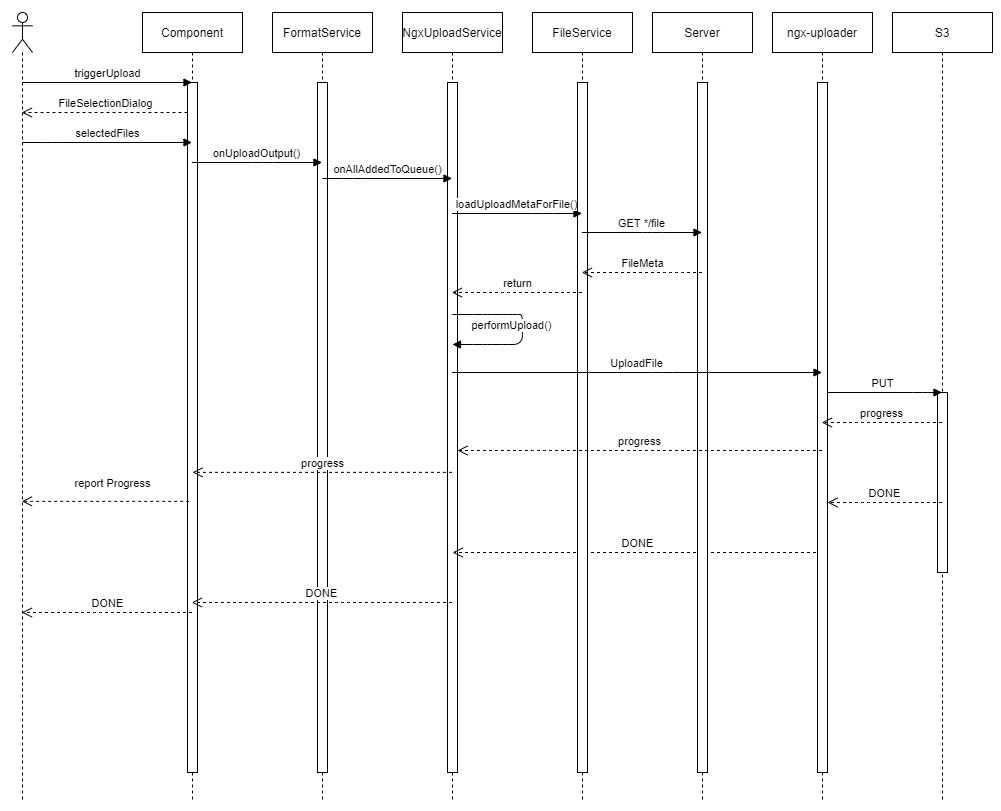 Component
FormatService
NgxUploadService
FileService
Server
ngx-uploader
S3
triggerUpload
FileSelectionDialog
selectedFiles
onUploadOutput()
onAllAddedToQueue()
loadUploadMetaForFile()
GET */file
FileMeta
return
performUpload()
UploadFile
PUT
progress
progress
progress
report Progress
DONE
DONE
DONE
DONE